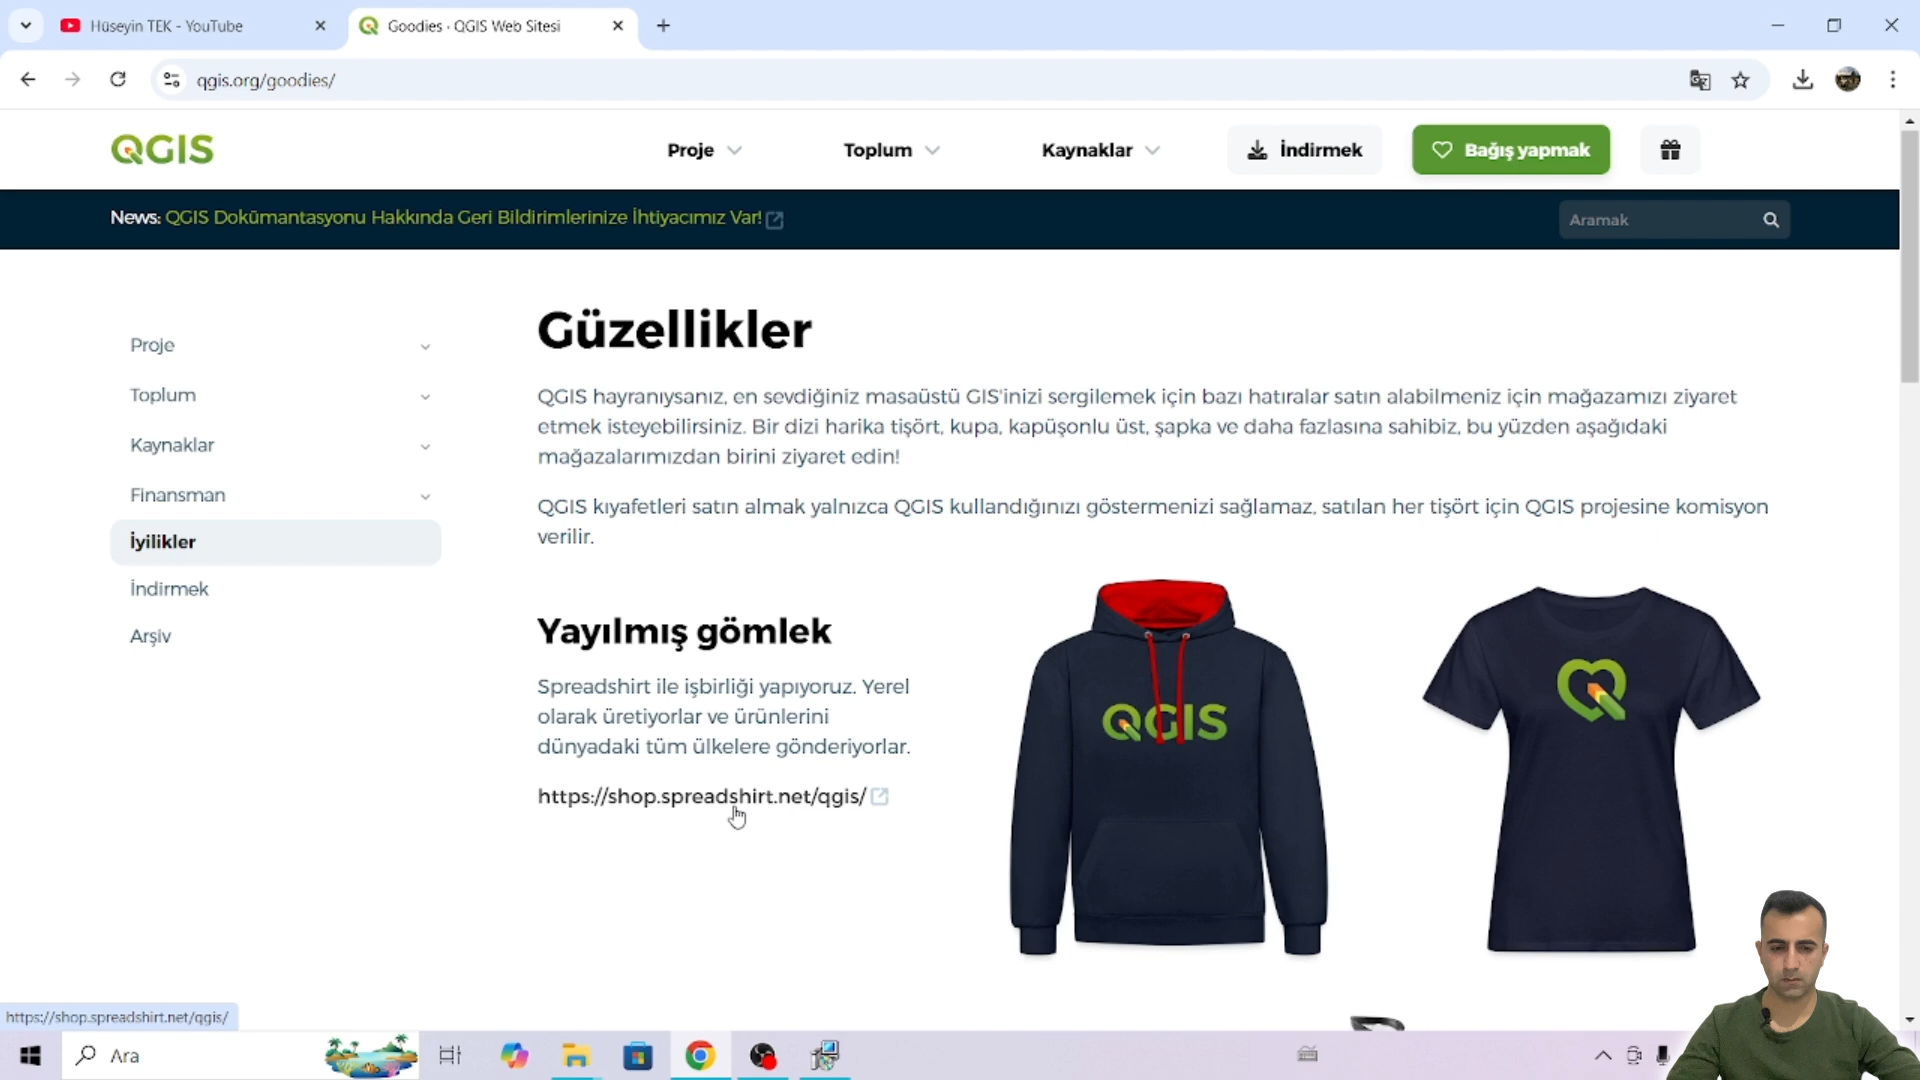 Hüseyin TEK - YouTube
Goodies · QGIS Web Sitesi
qgis.org/goodies/
QGIS
Proje
Toplum
Kaynaklar
İndirmek
Bağış yapmak
News: QGIS Dokümantasyonu Hakkında Geri Bildirimlerinize İhtiyacımız Var!
Aramak
Proje
Toplum
Kaynaklar
Finansman
İyilikler
İndirmek
Arşiv
Güzellikler
QGIS hayranıysanız, en sevdiğiniz masaüstü GIS'inizi sergilemek için bazı hatıralar satın alabilmeniz için mağazamızı ziyaret
etmek isteyebilirsiniz. Bir dizi harika tişört, kupa, kapüşonlu üst, şapka ve daha fazlasına sahibiz, bu yüzden aşağıdaki
mağazalarımızdan birini ziyaret edin!
QGIS kıyafetleri satın almak yalnızca QGIS kullandığınızı göstermenizi sağlamaz, satılan her tişört için QGIS projesine komisyon
verilir.
Yayılmış gömlek
Spreadshirt ile işbirliği yapıyoruz. Yerel
olarak üretiyorlar ve ürünlerini
dünyadaki tüm ülkelere gönderiyorlar.
https://shop.spreadshirt.net/qgis/
QGIS
https://shop.spreadshirt.net/qgis/
Ara